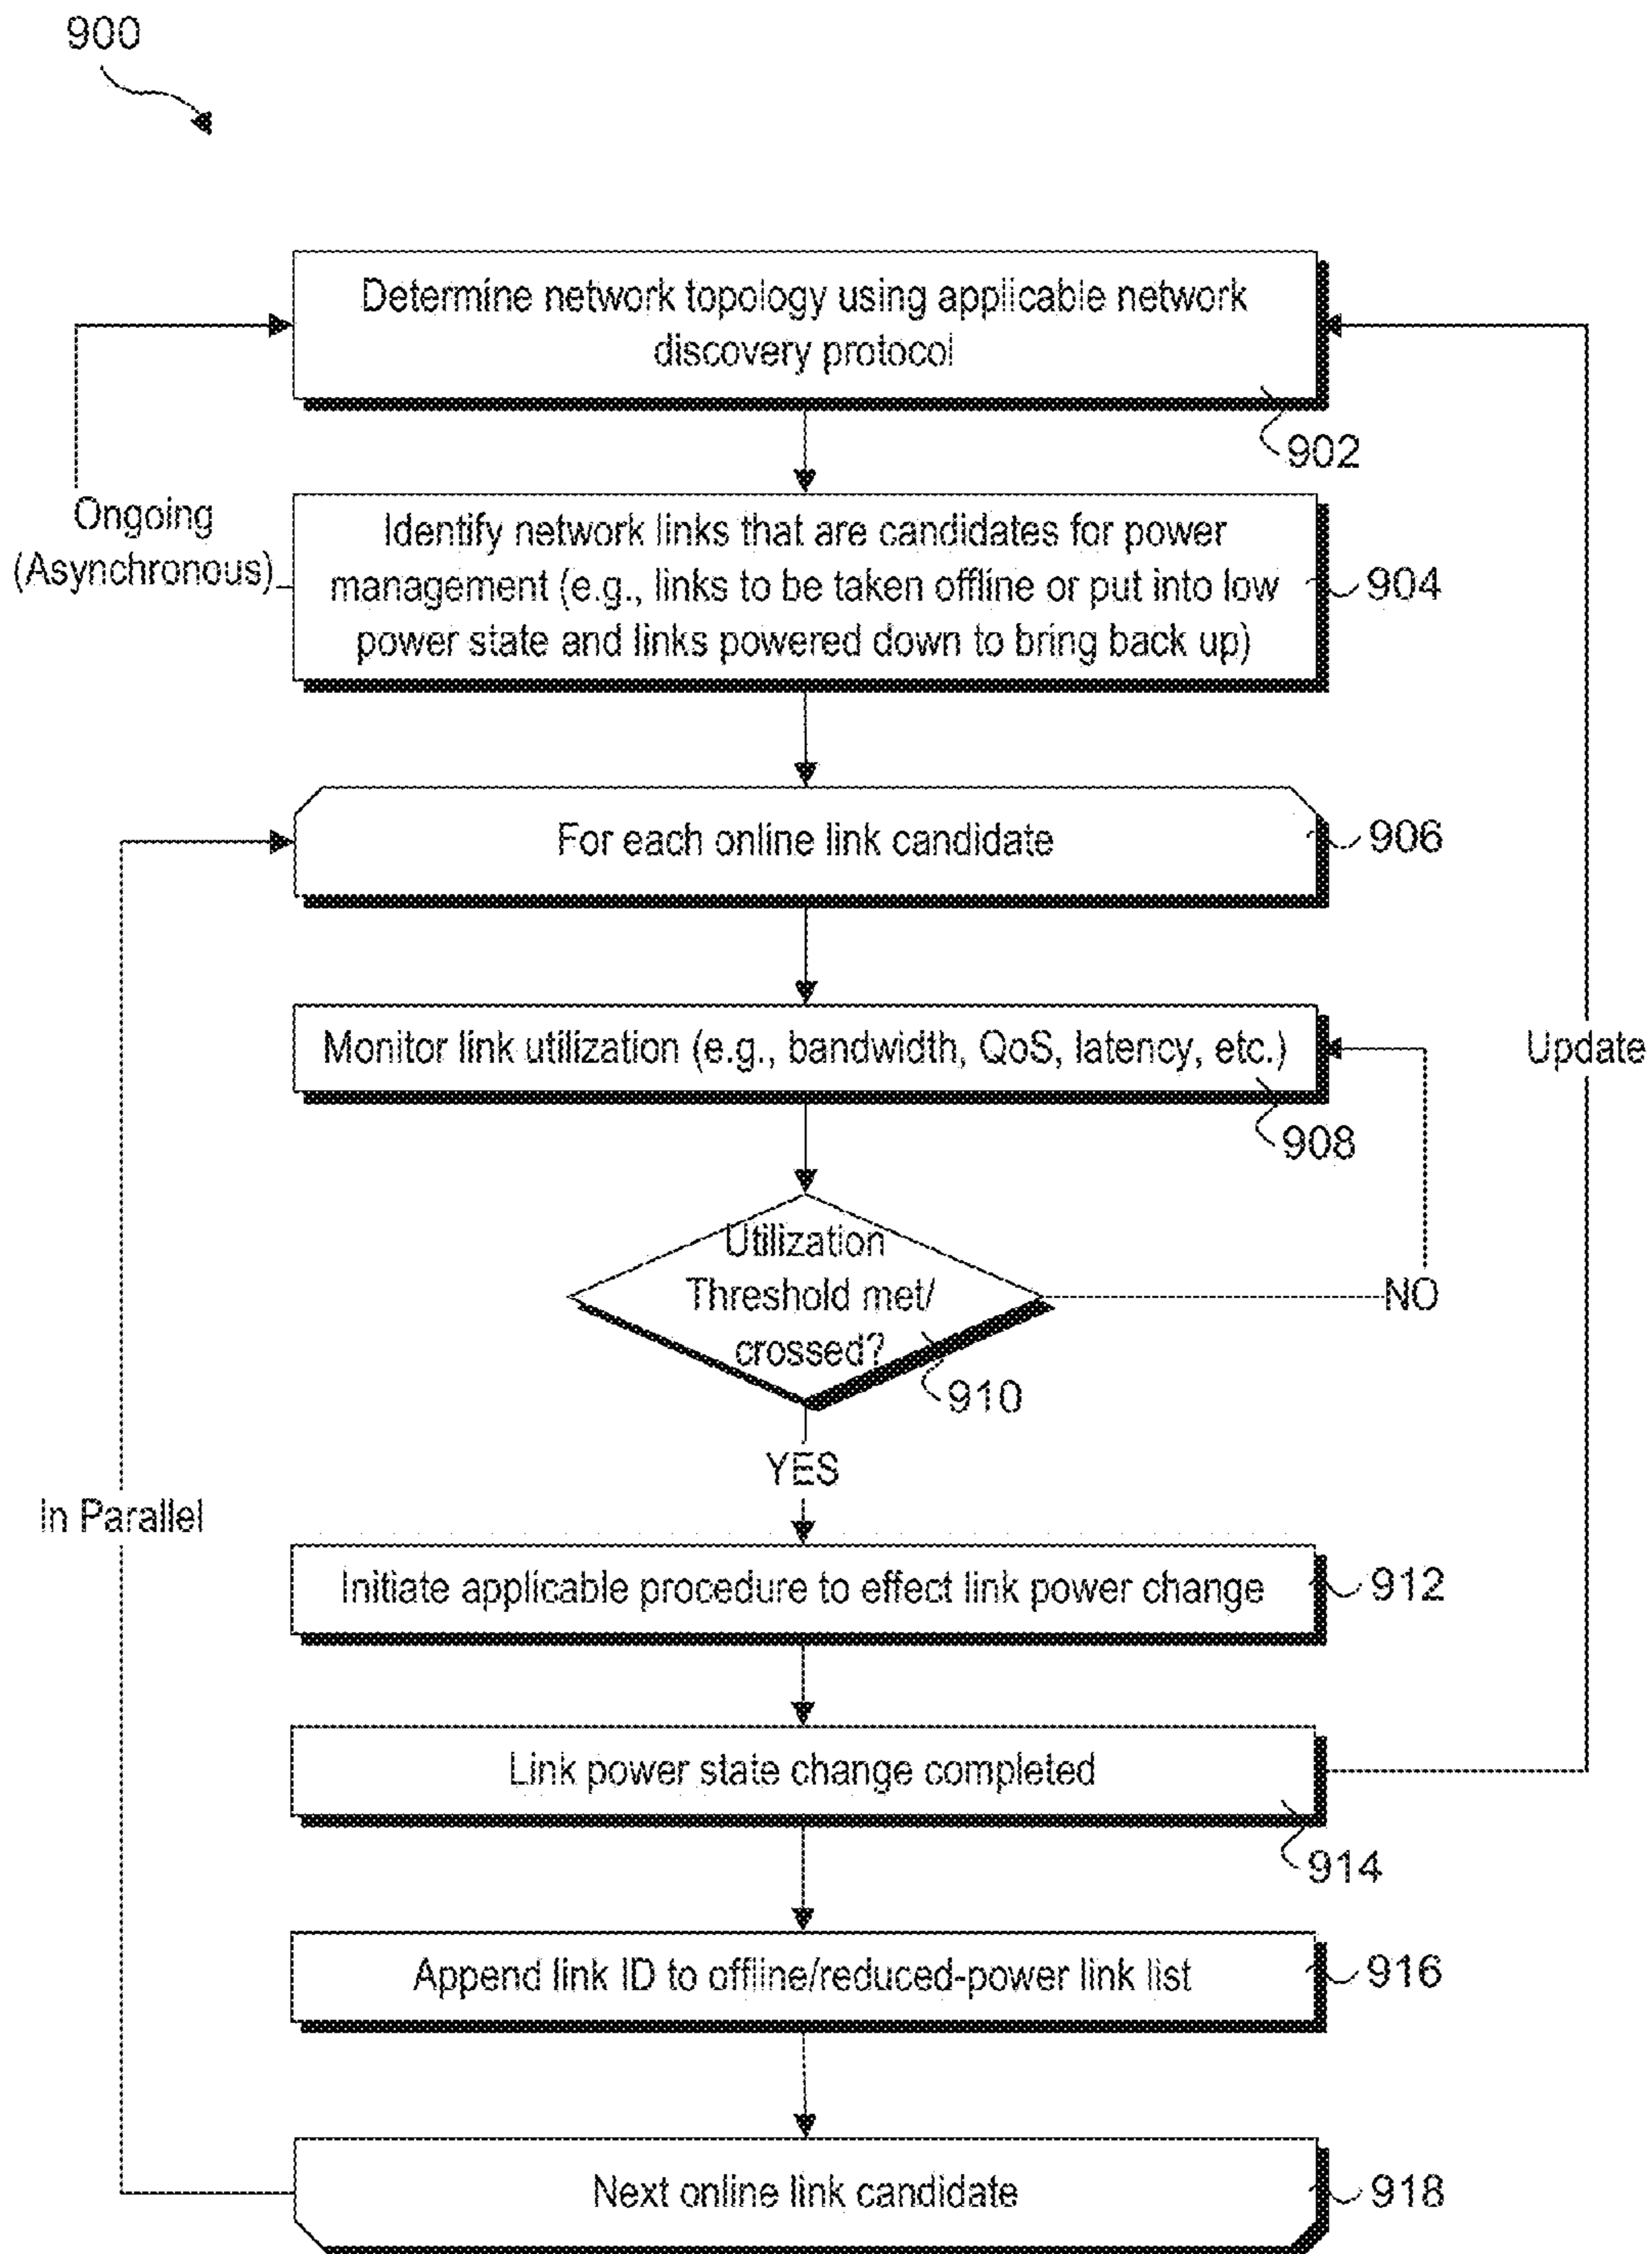 900
Determine network topology using applicable network
discovery protocol
902
Ongoing
(Asynchronous)
Identify network links that are candidates for power
management (e.g., links to be taken offline or put into low
power state and links powered down to bring back up)
904
For each online link candidate
906
Monitor link utilization (e.g., bandwidth, QoS, latency, etc.)
908
Update
Utilization
Threshold met/
crossed?
910
NO
YES
In Parallel
Initiate applicable procedure to effect link power change
912
Link power state change completed
914
Append link ID to offline/reduced-power link list
916
Next online link candidate
918